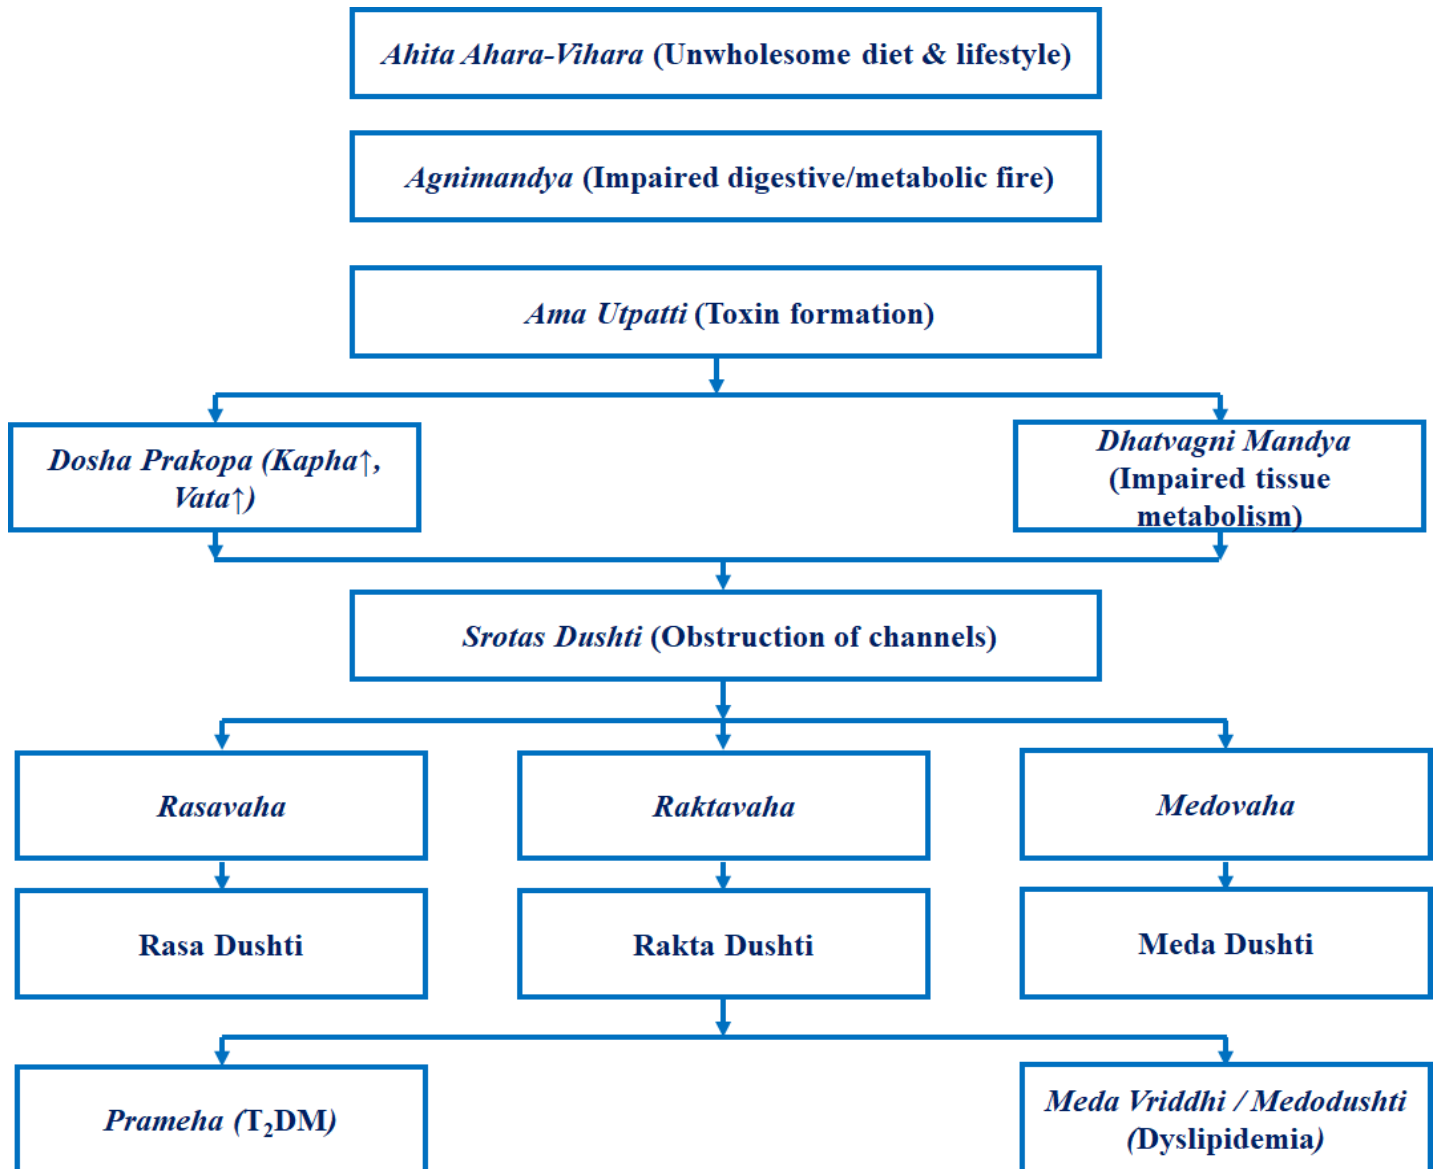 Ahita Ahara-Vihara (Unwholesome diet & lifestyle)
Agnimandya (Impaired digestive/metabolic fire)
Ama Utpatti (Toxin formation)
Dosha Prakopa (Kapha↑,
Vata↑)
Dhatvagni Mandya
(Impaired tissue
metabolism)
Srotas Dushti (Obstruction of channels)
Rasavaha
Raktavaha
Medovaha
Rasa Dushti
Rakta Dushti
Meda Dushti
Prameha (T₂DM)
Meda Vriddhi / Medodushti
(Dyslipidemia)